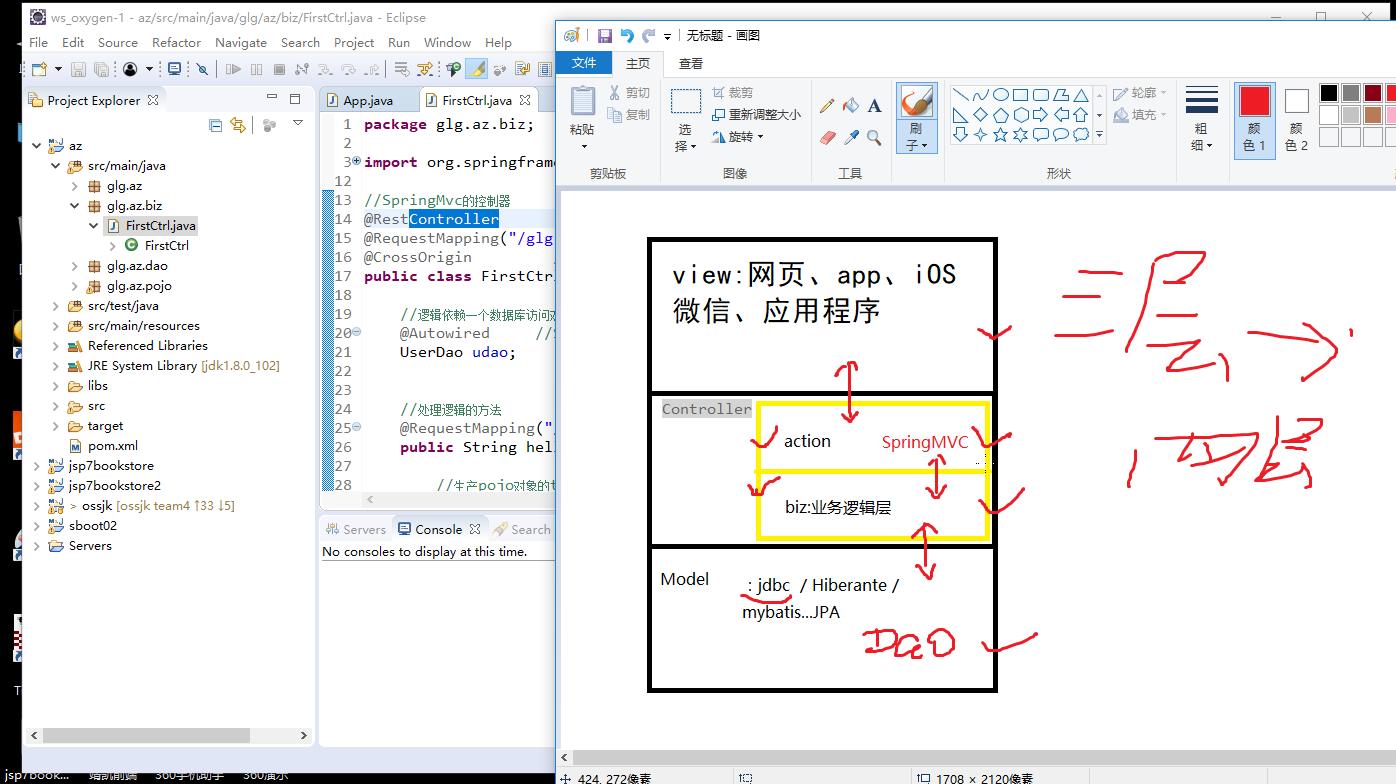 ws_oxygen-1 - az/src/main/java/glg/az/biz/FirstCtrl.java - Eclipse
File Edit Source Refactor Navigate Search Project Run Window Help
Project Explorer
az
src/main/java
glg.az
glg.az.biz
FirstCtrl.java
FirstCtrl
glg.az.dao
glg.az.pojo
src/test/java
src/main/resources
Referenced Libraries
JRE System Library [jdk1.8.0_102]
libs
src
target
pom.xml
jsp7bookstore
jsp7bookstore2
> ossjk [ossjk team4 ↑33 ↓5]
sboot02
Servers
App.java FirstCtrl.java
1 package glg.az.biz;
2
3 import org.springframe
12
13 //SpringMvc的控制器
14 @RestController
15 @RequestMapping("/glg
16 @CrossOrigin
17 public class FirstCtr
18
19 //逻辑依赖一个数据库访问
20 @Autowired //
21 UserDao udao;
22
23
24 //处理逻辑的方法
25 @RequestMapping("
26 public String hel
27
28 //生产pojo对象的
Servers Console Search
No consoles to display at this time.
无标题 - 画图
文件 主页 查看
粘贴
剪切
复制
剪贴板
选择
裁剪
重新调整大小
旋转
图像
A
工具
刷子
轮廓
填充
形状
粗细
颜色 1
颜色 2
view:网页、app、iOS
微信、应用程序
Controller
action SpringMVC
biz:业务逻辑层
Model : jdbc / Hiberante /
mybatis...JPA
DaO
三层
四层
424, 272像素
1708 × 2120像素
jsp7book...
360手机助手
360演示